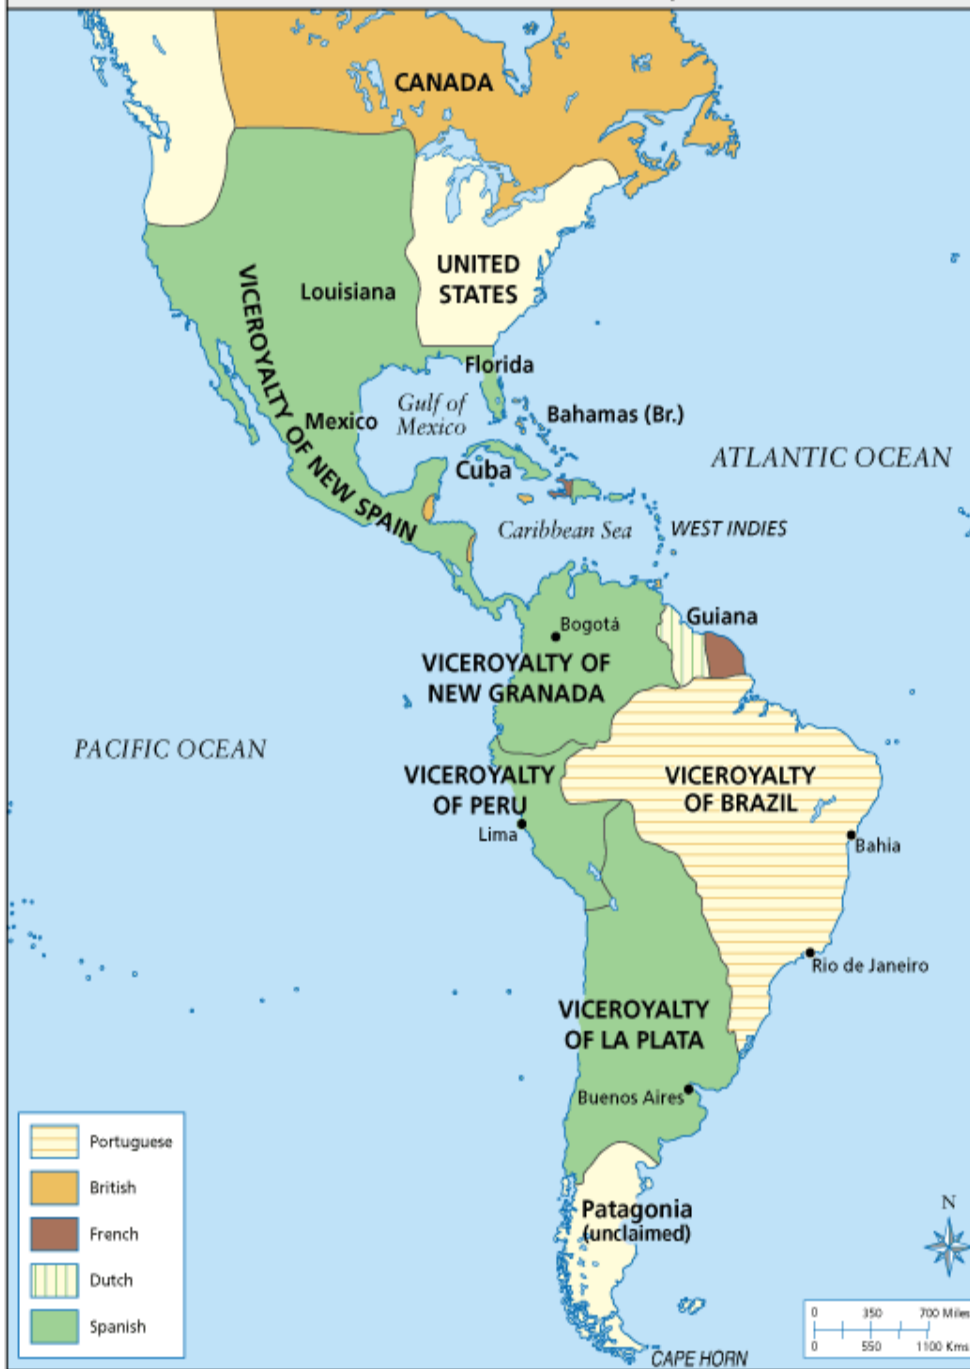 CANADA
UNITED
STATES
Louisiana
VICEROYALTY OF NEW SPAIN
Florida
Gulf of
Mexico
Mexico
Bahamas (Br.)
ATLANTIC OCEAN
Cuba
Caribbean Sea
WEST INDIES
Guiana
Bogotá
VICEROYALTY OF
NEW GRANADA
PACIFIC OCEAN
VICEROYALTY
OF PERU
Lima
VICEROYALTY
OF BRAZIL
Bahia
Rio de Janeiro
VICEROYALTY
OF LA PLATA
Buenos Aires
Patagonia
(unclaimed)
CAPE HORN
Portuguese
British
French
Dutch
Spanish
N
0 350 700 Miles
0 550 1100 Kms